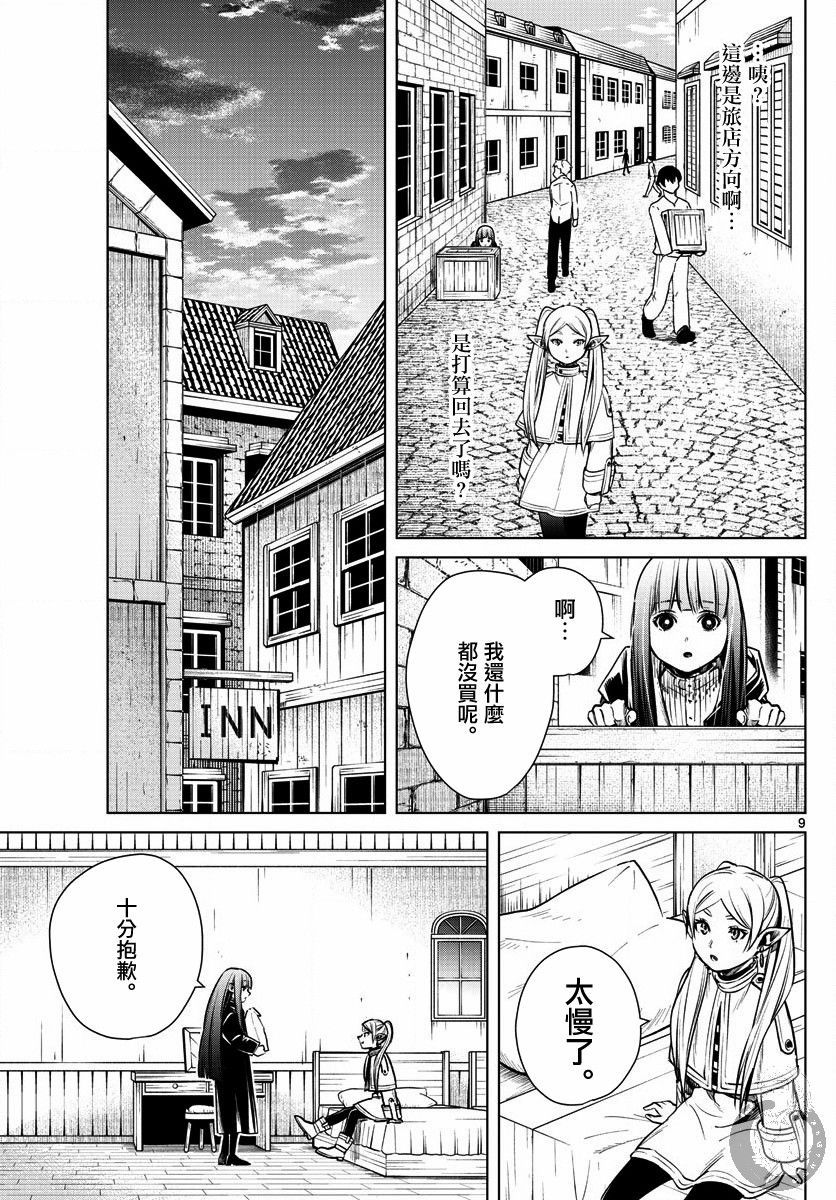 …咦？
這邊是旅店方向啊…
是打算回去了嗎？
啊…
我還什麼
都沒買呢。
INN
9
太慢了。
十分抱歉。